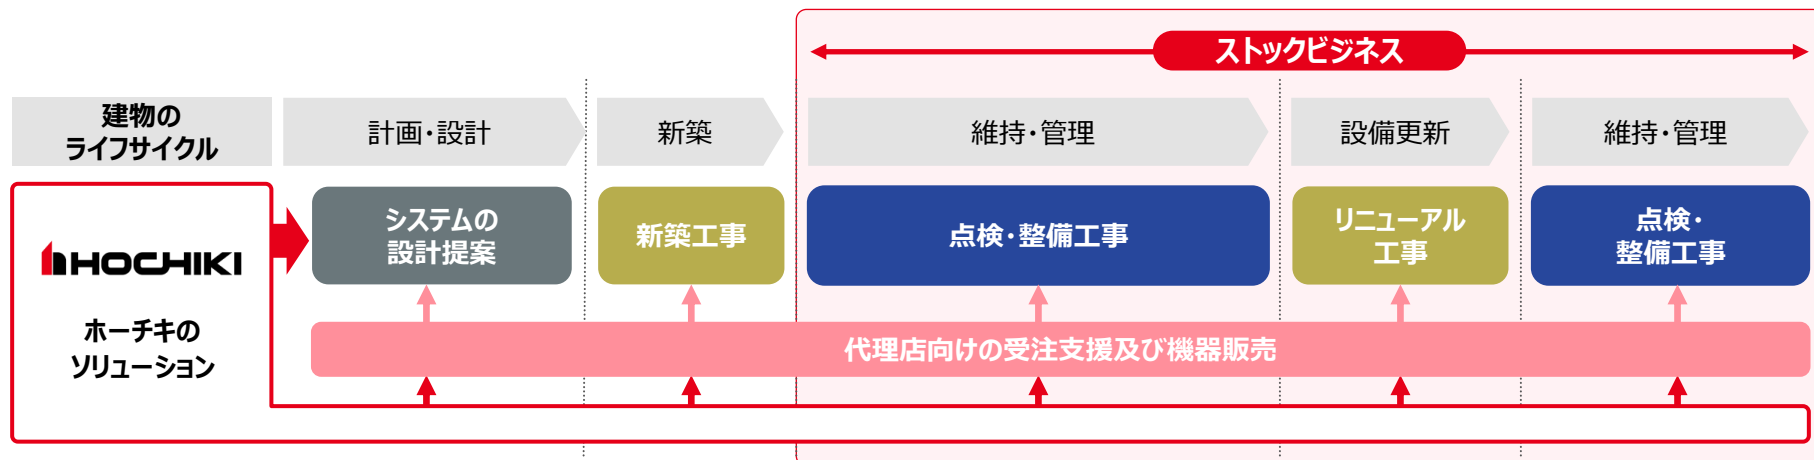 ストックビジネス
建物の
ライフサイクル
計画・設計
新築
維持・管理
設備更新
維持・管理
HOCHIKI
ホーチキの
ソリューション
システムの
設計提案
新築工事
点検・整備工事
リニューアル
工事
点検・
整備工事
代理店向けの受注支援及び機器販売